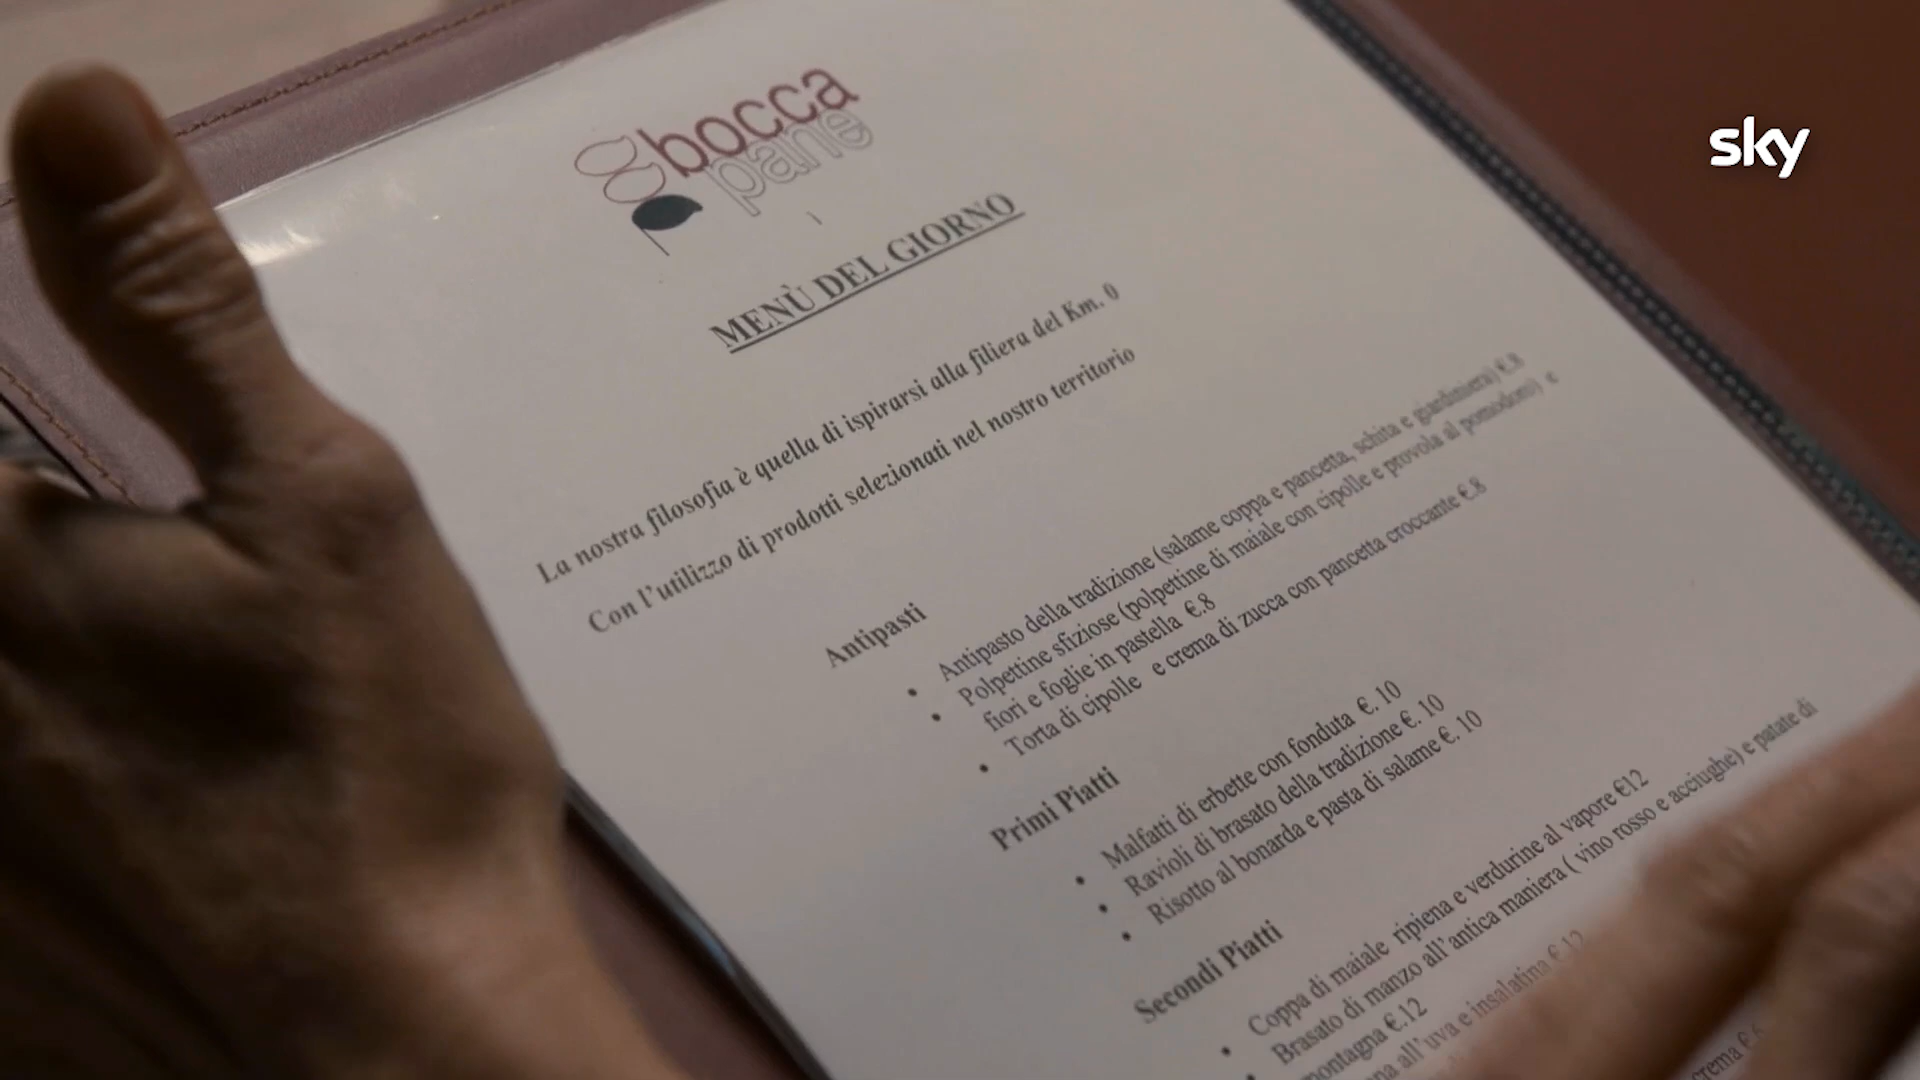 bocca
pane
sky
MENÙ DEL GIORNO
La nostra filosofia è quella di ispirarsi alla filiera del Km. 0
Con l'utilizzo di prodotti selezionati nel nostro territorio
Antipasti
• Antipasto della tradizione (salame coppa e pancetta, schita e giardiniera) €.8
• Polpettine sfiziose (polpettine di maiale con cipolle e provola al pomodoro) e
fiori e foglie in pastella €.8
• Torta di cipolle e crema di zucca con pancetta croccante €.8
Primi Piatti
• Malfatti di erbette con fonduta €. 10
• Ravioli di brasato della tradizione €. 10
• Risotto al bonarda e pasta di salame €. 10
Secondi Piatti
• Coppa di maiale ripiena e verdurine al vapore €12
• Brasato di manzo all'antica maniera ( vino rosso e acciughe) e patate di
montagna €.12
all'uva e insalatina €.12
crema €